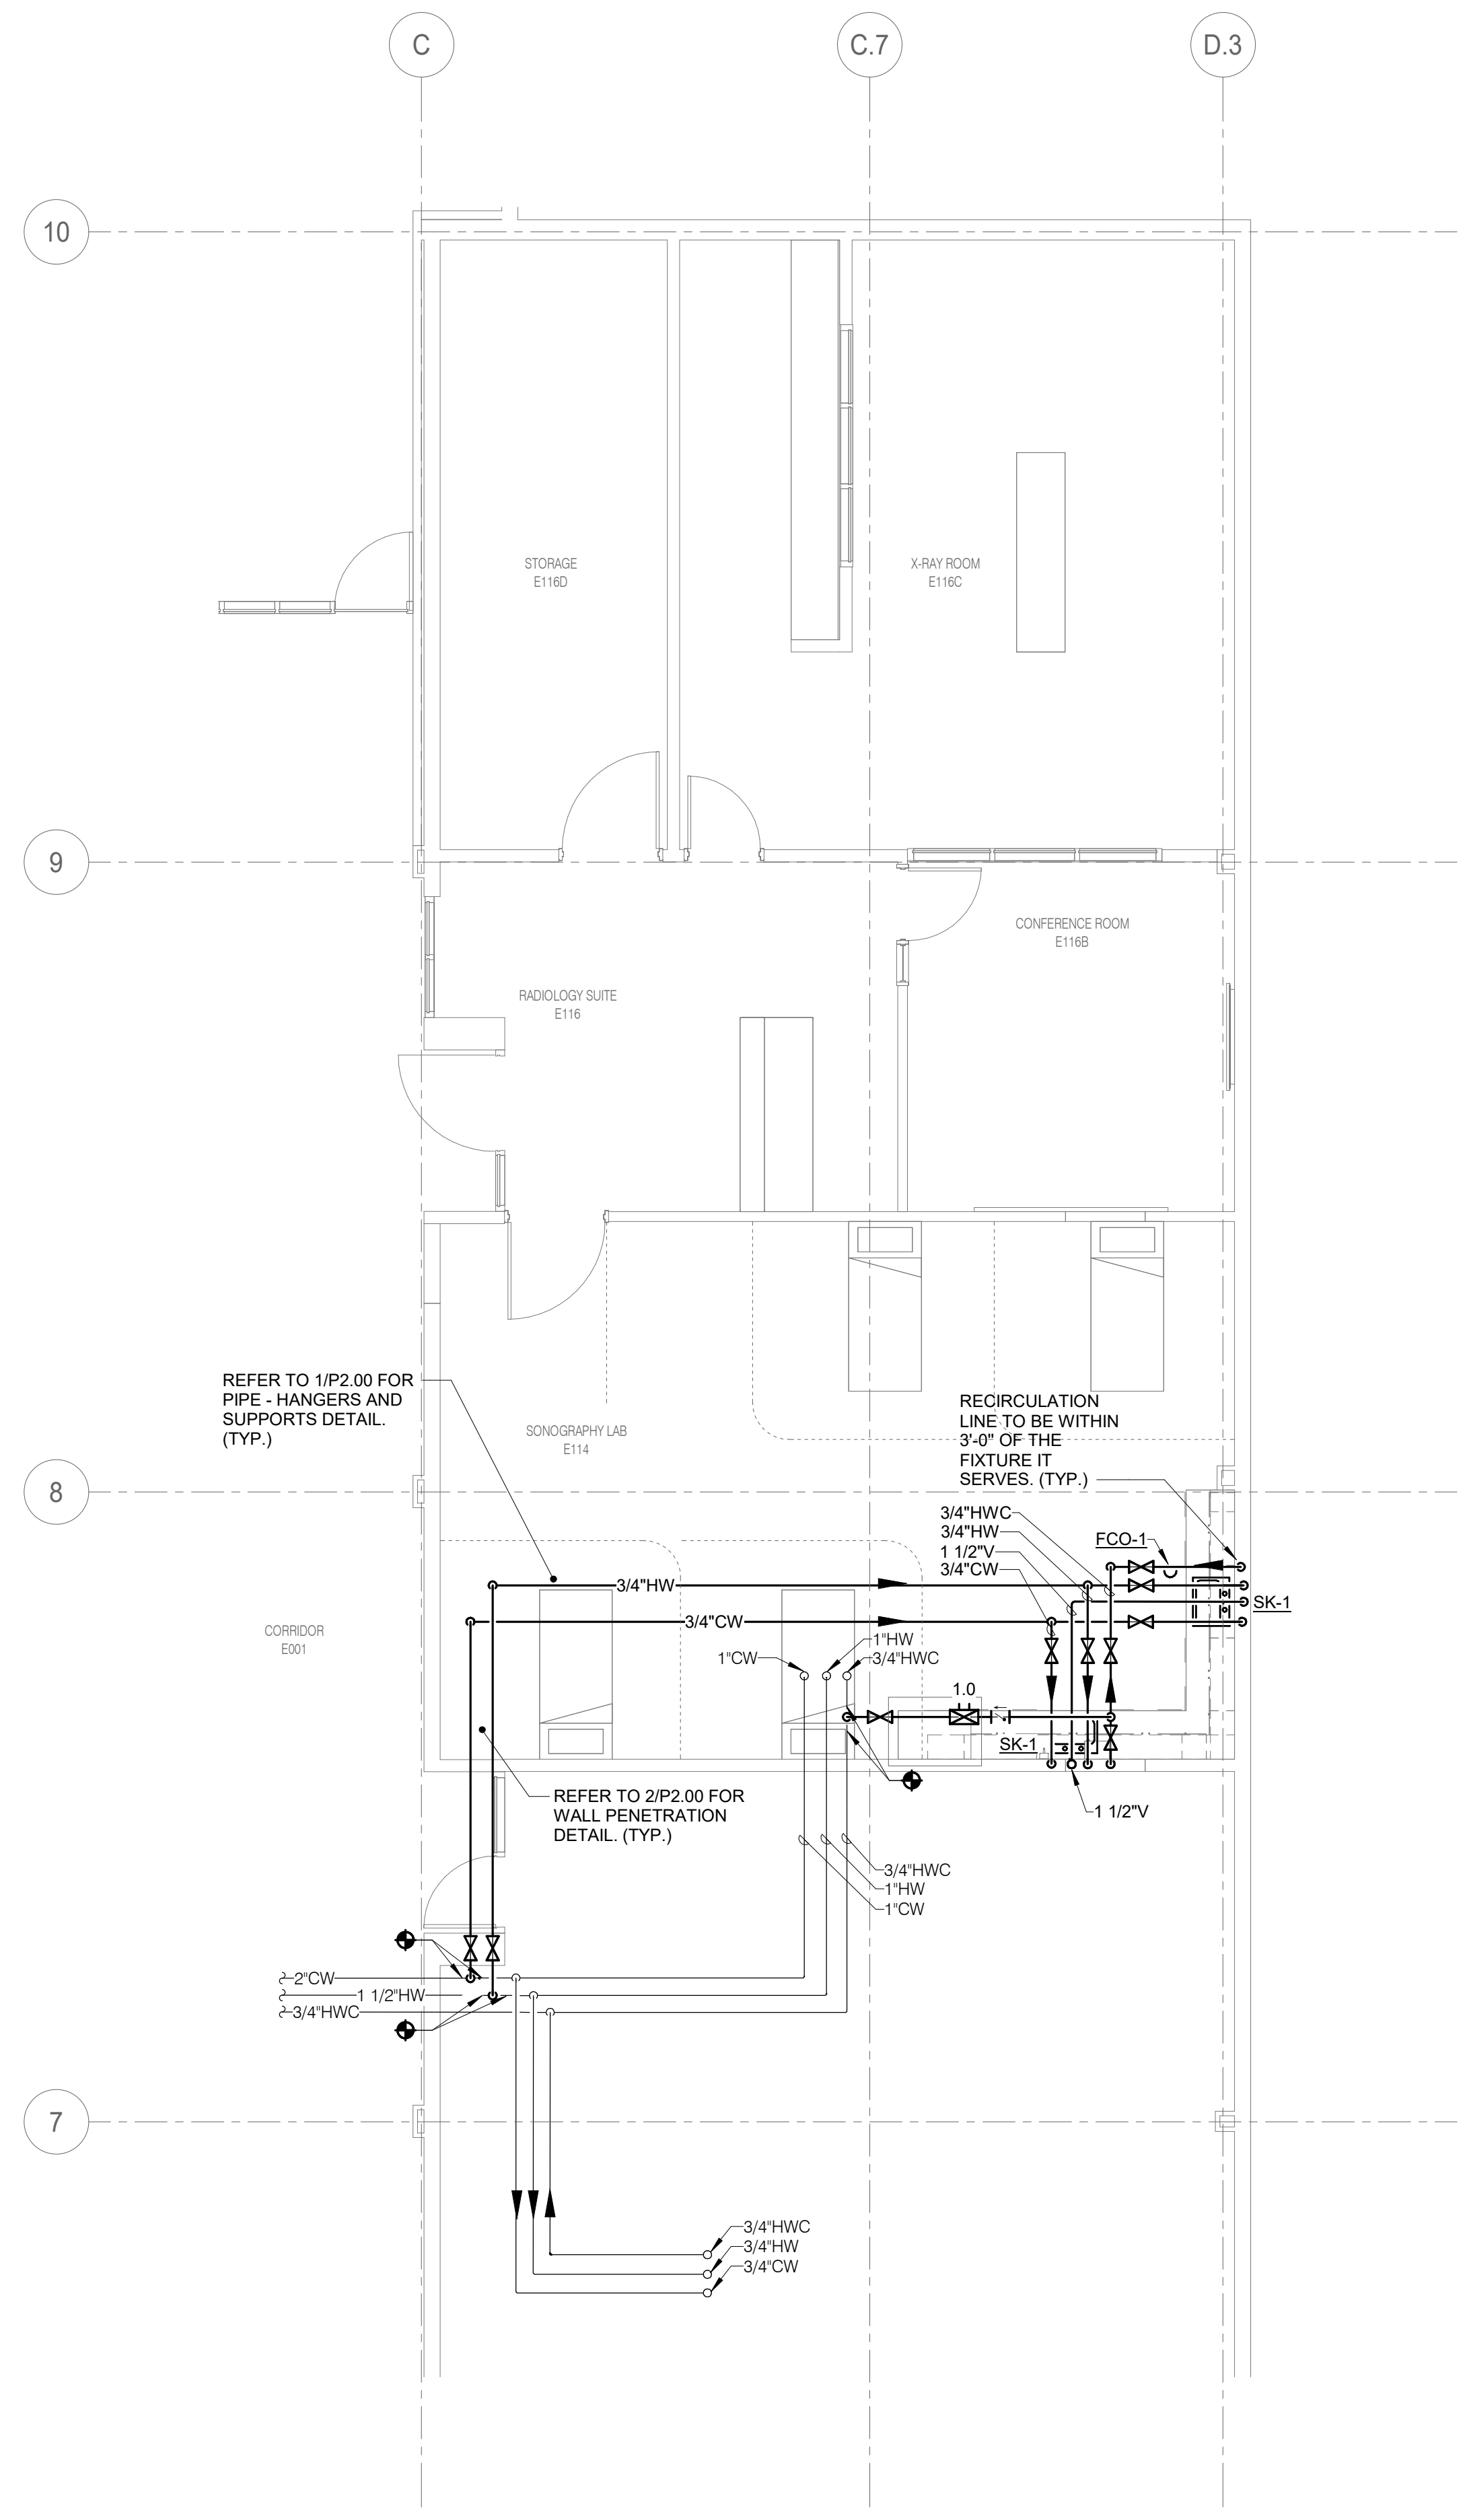 C
C.7
D.3
10
STORAGE
E116D
X-RAY ROOM
E116C
9
CONFERENCE ROOM
E116B
RADIOLOGY SUITE
E116
REFER TO 1/P2.00 FOR
PIPE - HANGERS AND
SUPPORTS DETAIL.
(TYP.)
RECIRCULATION
LINE TO BE WITHIN
3'-0" OF THE
FIXTURE IT
SERVES. (TYP.)
SONOGRAPHY LAB
E114
8
3/4"HWC
3/4"HW
1 1/2"V
3/4"CW
FCO-1
3/4"HW
SK-1
3/4"CW
CORRIDOR
E001
1"HW
1"CW
3/4"HWC
1.0
SK-1
REFER TO 2/P2.00 FOR
WALL PENETRATION
DETAIL. (TYP.)
1 1/2"V
3/4"HWC
1"HW
1"CW
2"CW
1 1/2"HW
3/4"HWC
7
3/4"HWC
3/4"HW
3/4"CW